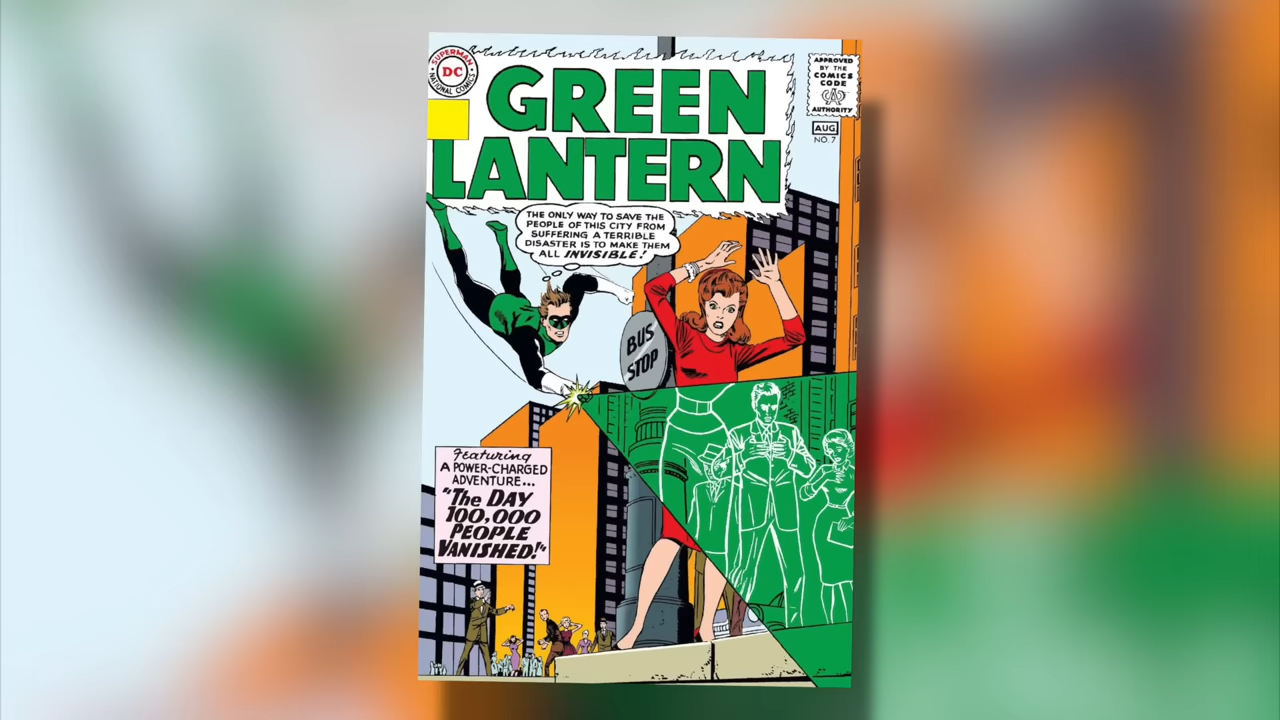 SUPERMAN
DC
NATIONAL COMICS
GREEN
LANTERN
APPROVED
BY THE
COMICS
CODE
CA
AUTHORITY
AUG.
NO. 7
THE ONLY WAY TO SAVE THE
PEOPLE OF THIS CITY FROM
SUFFERING A TERRIBLE
DISASTER IS TO MAKE THEM
ALL INVISIBLE!
BUS
STOP
Featuring
A POWER-CHARGED
ADVENTURE...
"The DAY
100,000
PEOPLE
VANISHED!"